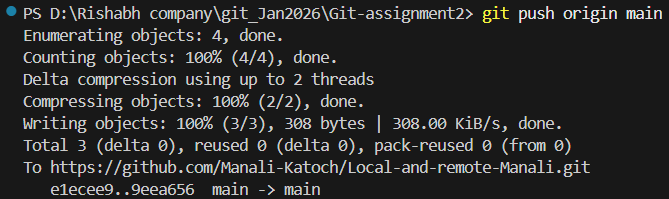 PS D:\Rishabh company\git_Jan2026\Git-assignment2> git push origin main
Enumerating objects: 4, done.
Counting objects: 100% (4/4), done.
Delta compression using up to 2 threads
Compressing objects: 100% (2/2), done.
Writing objects: 100% (3/3), 308 bytes | 308.00 KiB/s, done.
Total 3 (delta 0), reused 0 (delta 0), pack-reused 0 (from 0)
To https://github.com/Manali-Katoch/Local-and-remote-Manali.git
   e1ecee9..9eea656  main -> main